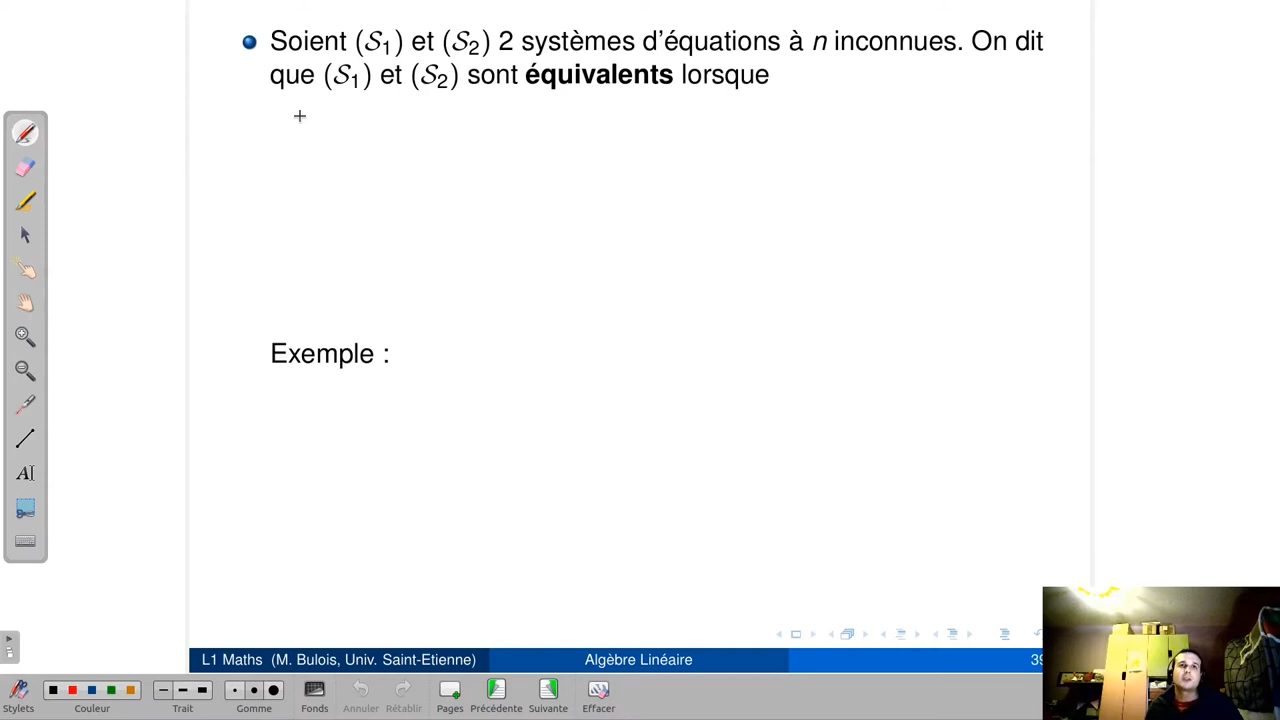 Soient (S₁) et (S₂) 2 systèmes d'équations à n inconnues. On dit
que (S₁) et (S₂) sont équivalents lorsque
Exemple :
L1 Maths (M. Bulois, Univ. Saint-Etienne)
Algèbre Linéaire
39
Stylets
Couleur
Trait
Gomme
Fonds
Annuler
Rétablir
Pages
Précédente
Suivante
Effacer